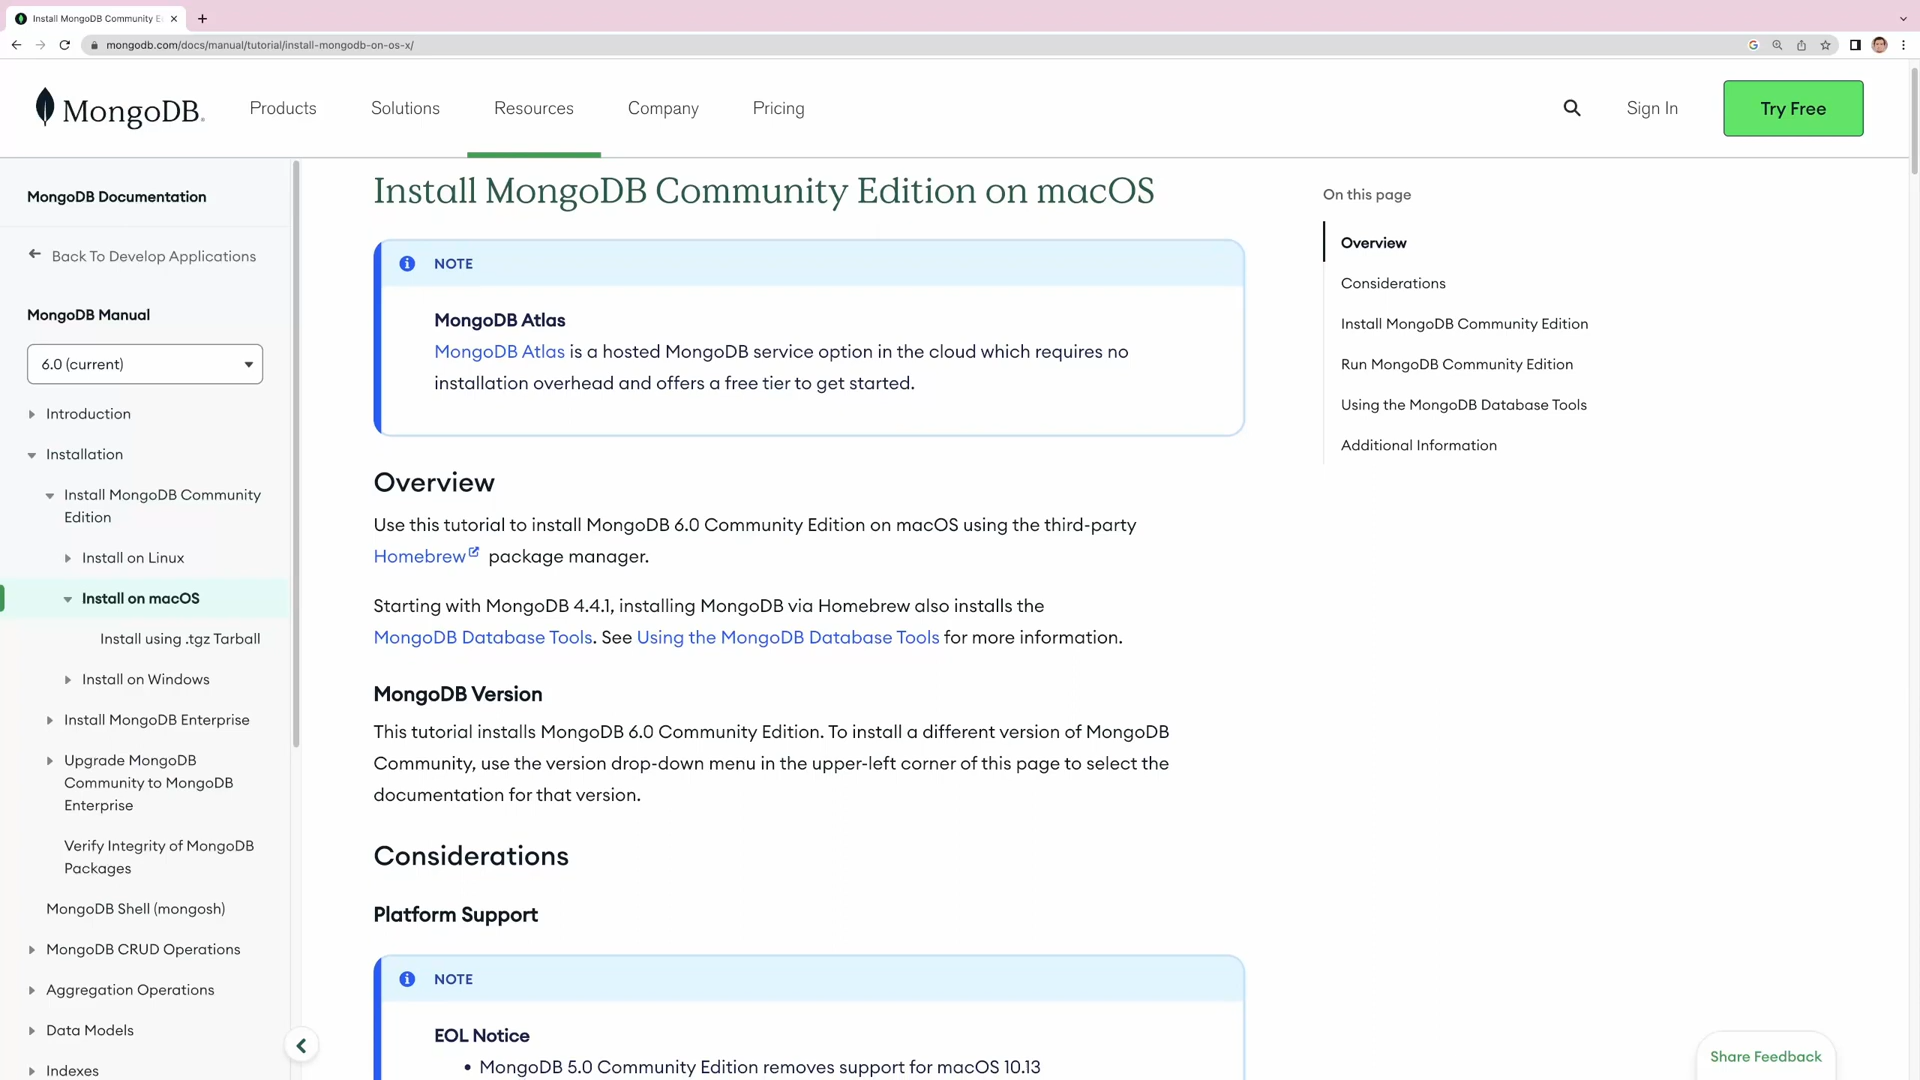 Install MongoDB Community E
mongodb.com/docs/manual/tutorial/install-mongodb-on-os-x/
MongoDB.
Products
Solutions
Resources
Company
Pricing
Sign In
Try Free
MongoDB Documentation
Back To Develop Applications
MongoDB Manual
6.0 (current)
Introduction
Installation
Install MongoDB Community
Edition
Install on Linux
Install on macOS
Install using .tgz Tarball
Install on Windows
Install MongoDB Enterprise
Upgrade MongoDB
Community to MongoDB
Enterprise
Verify Integrity of MongoDB
Packages
MongoDB Shell (mongosh)
MongoDB CRUD Operations
Aggregation Operations
Data Models
Indexes
Install MongoDB Community Edition on macOS
NOTE
MongoDB Atlas
MongoDB Atlas is a hosted MongoDB service option in the cloud which requires no
installation overhead and offers a free tier to get started.
Overview
Use this tutorial to install MongoDB 6.0 Community Edition on macOS using the third-party
Homebrew package manager.
Starting with MongoDB 4.4.1, installing MongoDB via Homebrew also installs the
MongoDB Database Tools. See Using the MongoDB Database Tools for more information.
MongoDB Version
This tutorial installs MongoDB 6.0 Community Edition. To install a different version of MongoDB
Community, use the version drop-down menu in the upper-left corner of this page to select the
documentation for that version.
Considerations
Platform Support
NOTE
EOL Notice
• MongoDB 5.0 Community Edition removes support for macOS 10.13
On this page
Overview
Considerations
Install MongoDB Community Edition
Run MongoDB Community Edition
Using the MongoDB Database Tools
Additional Information
Share Feedback